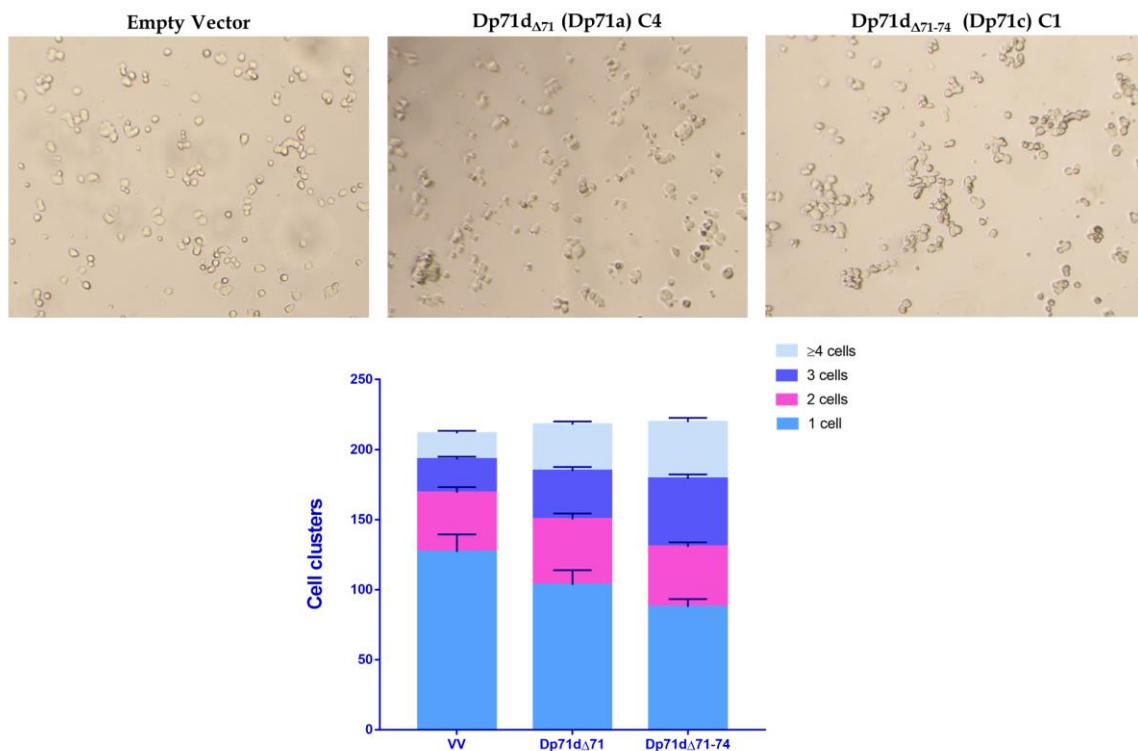 Empty Vector
Dp71dΔ71 (Dp71a) C4
Dp71dΔ71-74 (Dp71c) C1
≥4 cells
3 cells
2 cells
1 cell
250
200
150
100
50
0
Cell clusters
VV
Dp71dΔ71
Dp71dΔ71-74